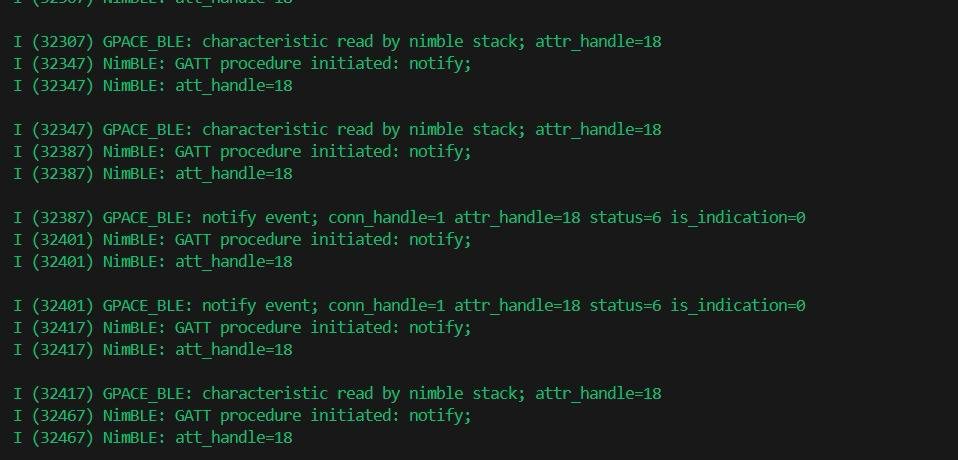 I (32307) NimBLE: att_handle=18
I (32307) GPACE_BLE: characteristic read by nimble stack; attr_handle=18
I (32347) NimBLE: GATT procedure initiated: notify;
I (32347) NimBLE: att_handle=18
I (32347) GPACE_BLE: characteristic read by nimble stack; attr_handle=18
I (32387) NimBLE: GATT procedure initiated: notify;
I (32387) NimBLE: att_handle=18
I (32387) GPACE_BLE: notify event; conn_handle=1 attr_handle=18 status=6 is_indication=0
I (32401) NimBLE: GATT procedure initiated: notify;
I (32401) NimBLE: att_handle=18
I (32401) GPACE_BLE: notify event; conn_handle=1 attr_handle=18 status=6 is_indication=0
I (32417) NimBLE: GATT procedure initiated: notify;
I (32417) NimBLE: att_handle=18
I (32417) GPACE_BLE: characteristic read by nimble stack; attr_handle=18
I (32467) NimBLE: GATT procedure initiated: notify;
I (32467) NimBLE: att_handle=18